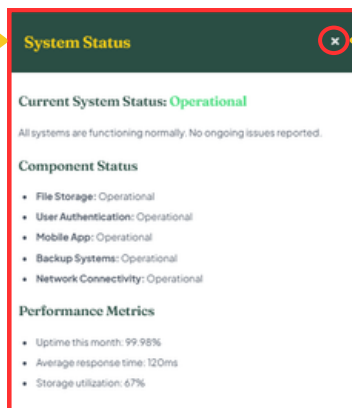 System Status
×
Current System Status: Operational
All systems are functioning normally. No ongoing issues reported.
Component Status
• File Storage: Operational
• User Authentication: Operational
• Mobile App: Operational
• Backup Systems: Operational
• Network Connectivity: Operational
Performance Metrics
• Uptime this month: 99.98%
• Average response time: 120ms
• Storage utilization: 67%